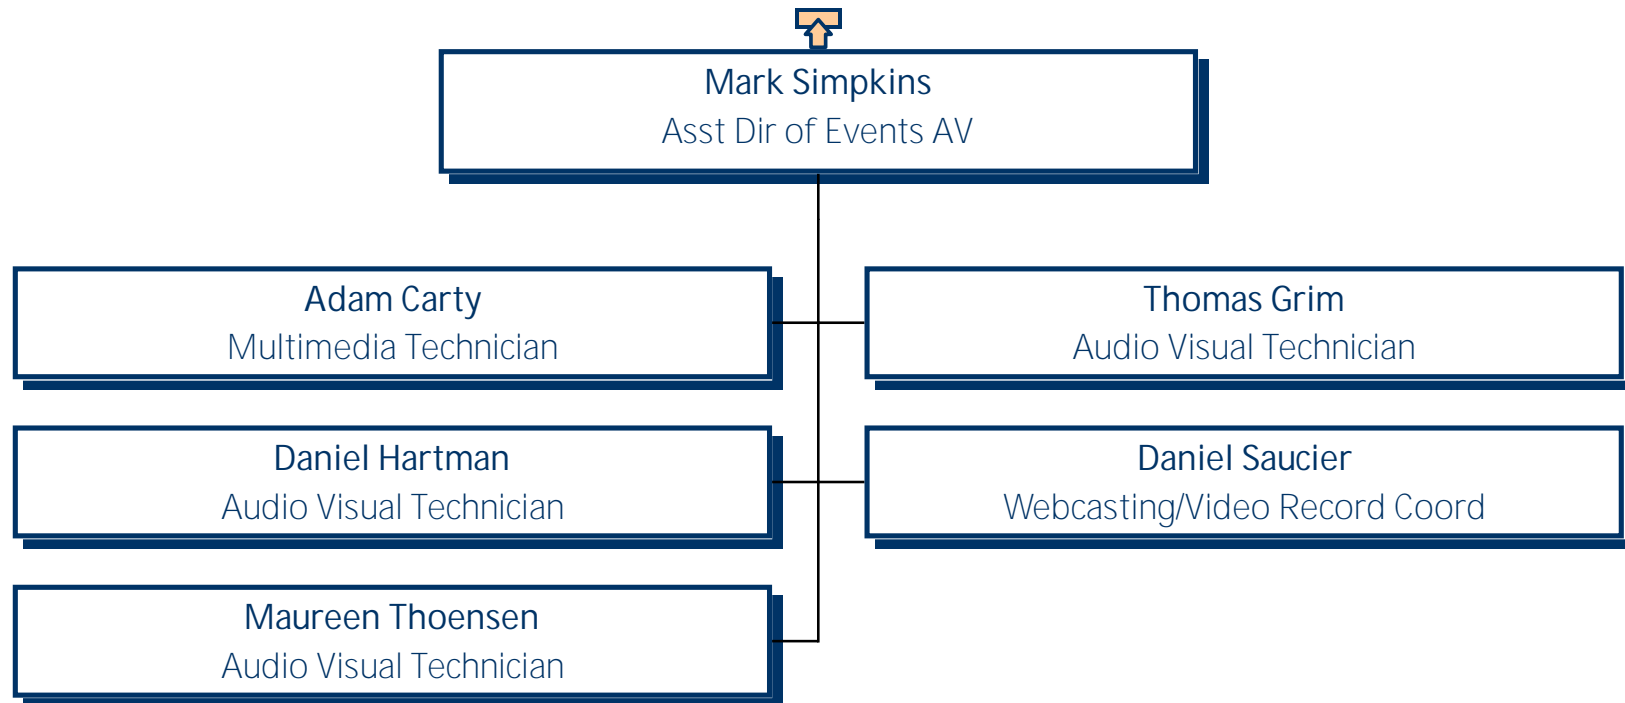 Mark Simpkins
Asst Dir of Events AV
Adam Carty
Multimedia Technician
Thomas Grim
Audio Visual Technician
Daniel Hartman
Audio Visual Technician
Daniel Saucier
Webcasting/Video Record Coord
Maureen Thoensen
Audio Visual Technician